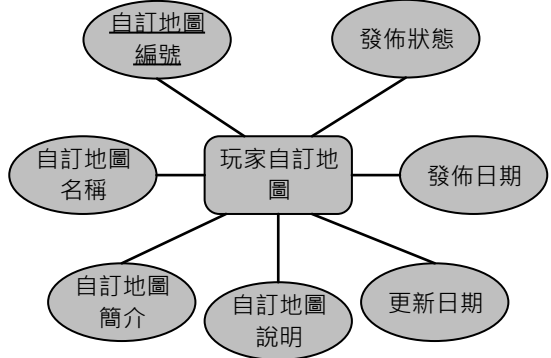 自訂地圖
編號
發佈狀態
自訂地圖
名稱
玩家自訂地
圖
發佈日期
自訂地圖
簡介
自訂地圖
說明
更新日期